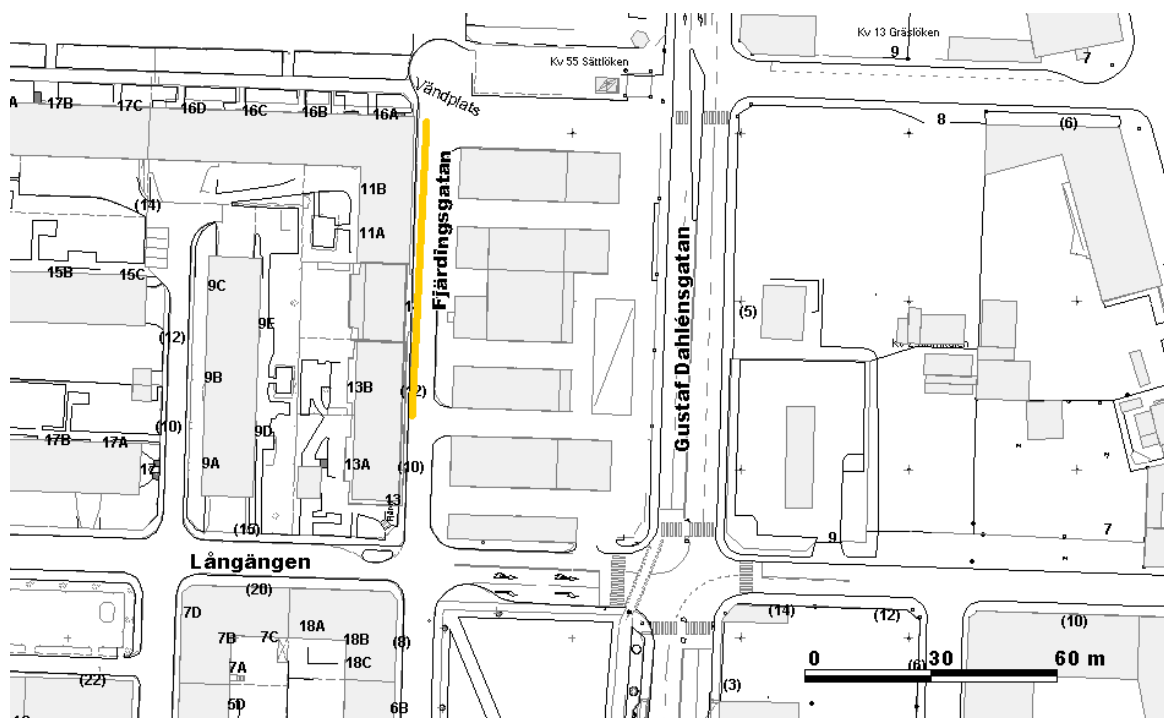 Kv 13 Gräslöken
9
7
Kv 55 Sättlöken
17B
17C
16D
16C
16B
16A
Vändplats
8
(6)
11B
(14)
11A
Fjärdingsgatan
Gustaf Dahlénsgatan
15B
15C
9C
9E
(5)
(12)
9B
13B
(12)
(10)
9D
17B
17A
9A
13A
(10)
17
13
(15)
9
7
Långängen
(20)
7D
18A
7B
7C
18B
(8)
18C
7A
(22)
5D
6B
(14)
(12)
(10)
(3)
(6)
0
30
60 m